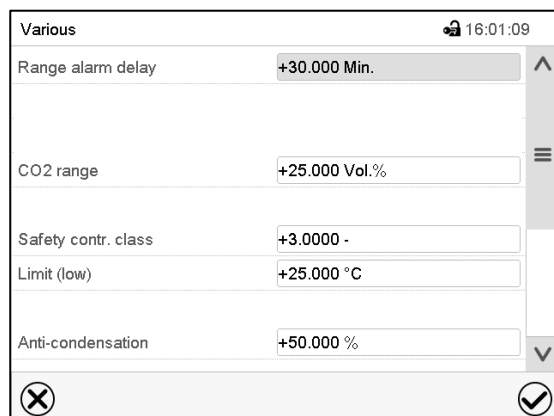 Various 16:01:09
Range alarm delay +30.000 Min.
CO2 range +25.000 Vol.%
Safety contr. class +3.0000 -
Limit (low) +25.000 °C
Anti-condensation +50.000 %